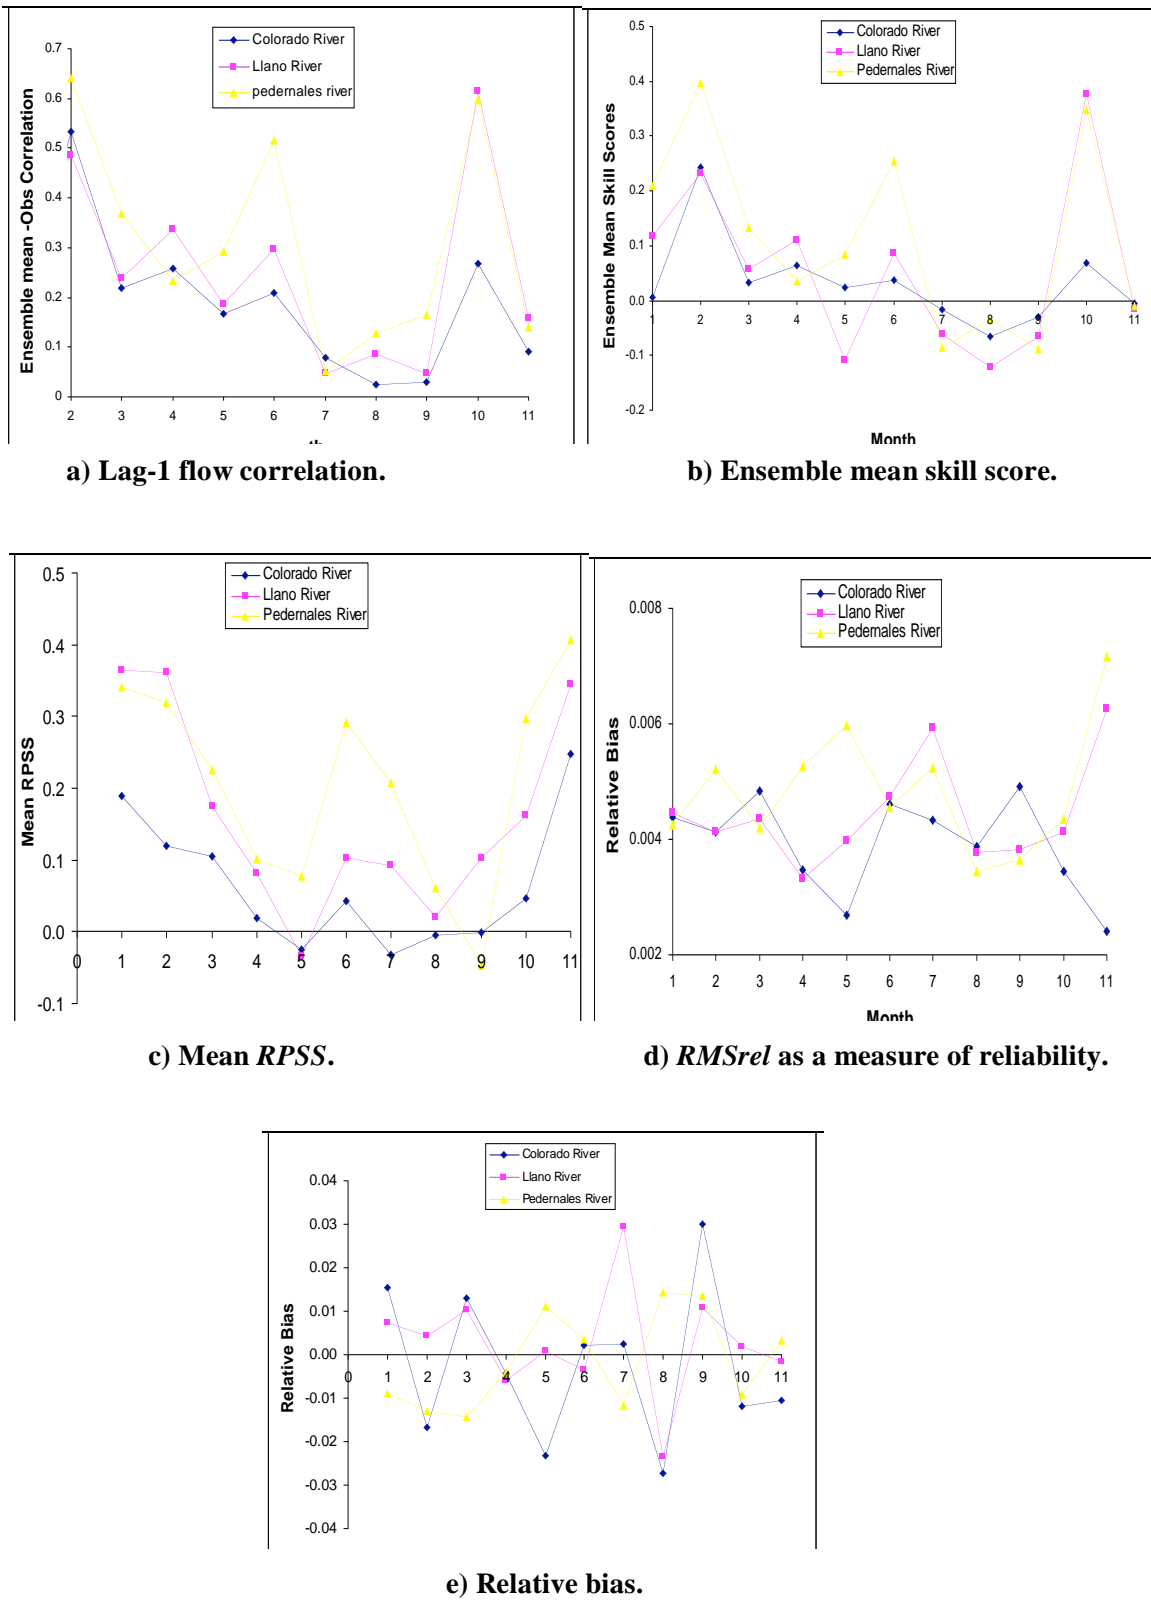 Colorado River
Llano River
pedernales river
0.7
0.6
0.5
0.4
0.3
0.2
0.1
0
Ensemble mean -Obs Correlation
2 3 4 5 6 7 8 9 10 11
a) Lag-1 flow correlation.
Colorado River
Llano River
Pedernales River
0.5
0.4
0.3
0.2
0.1
0.0
-0.1
-0.2
Ensemble Mean Skill Scores
1 2 3 4 5 6 7 8 9 10 11
Month
b) Ensemble mean skill score.
Colorado River
Llano River
Pedernales River
0.5
0.4
0.3
0.2
0.1
0.0
-0.1
Mean RPSS
0 1 2 3 4 5 6 7 8 9 10 11
c) Mean RPSS.
Colorado River
Llano River
Pedernales River
0.008
0.006
0.004
0.002
Relative Bias
1 2 3 4 5 6 7 8 9 10 11
Month
d) RMSrel as a measure of reliability.
Colorado River
Llano River
Pedernales River
0.04
0.03
0.02
0.01
0.00
-0.01
-0.02
-0.03
-0.04
Relative Bias
0 1 2 3 4 5 6 7 8 9 10 11
e) Relative bias.